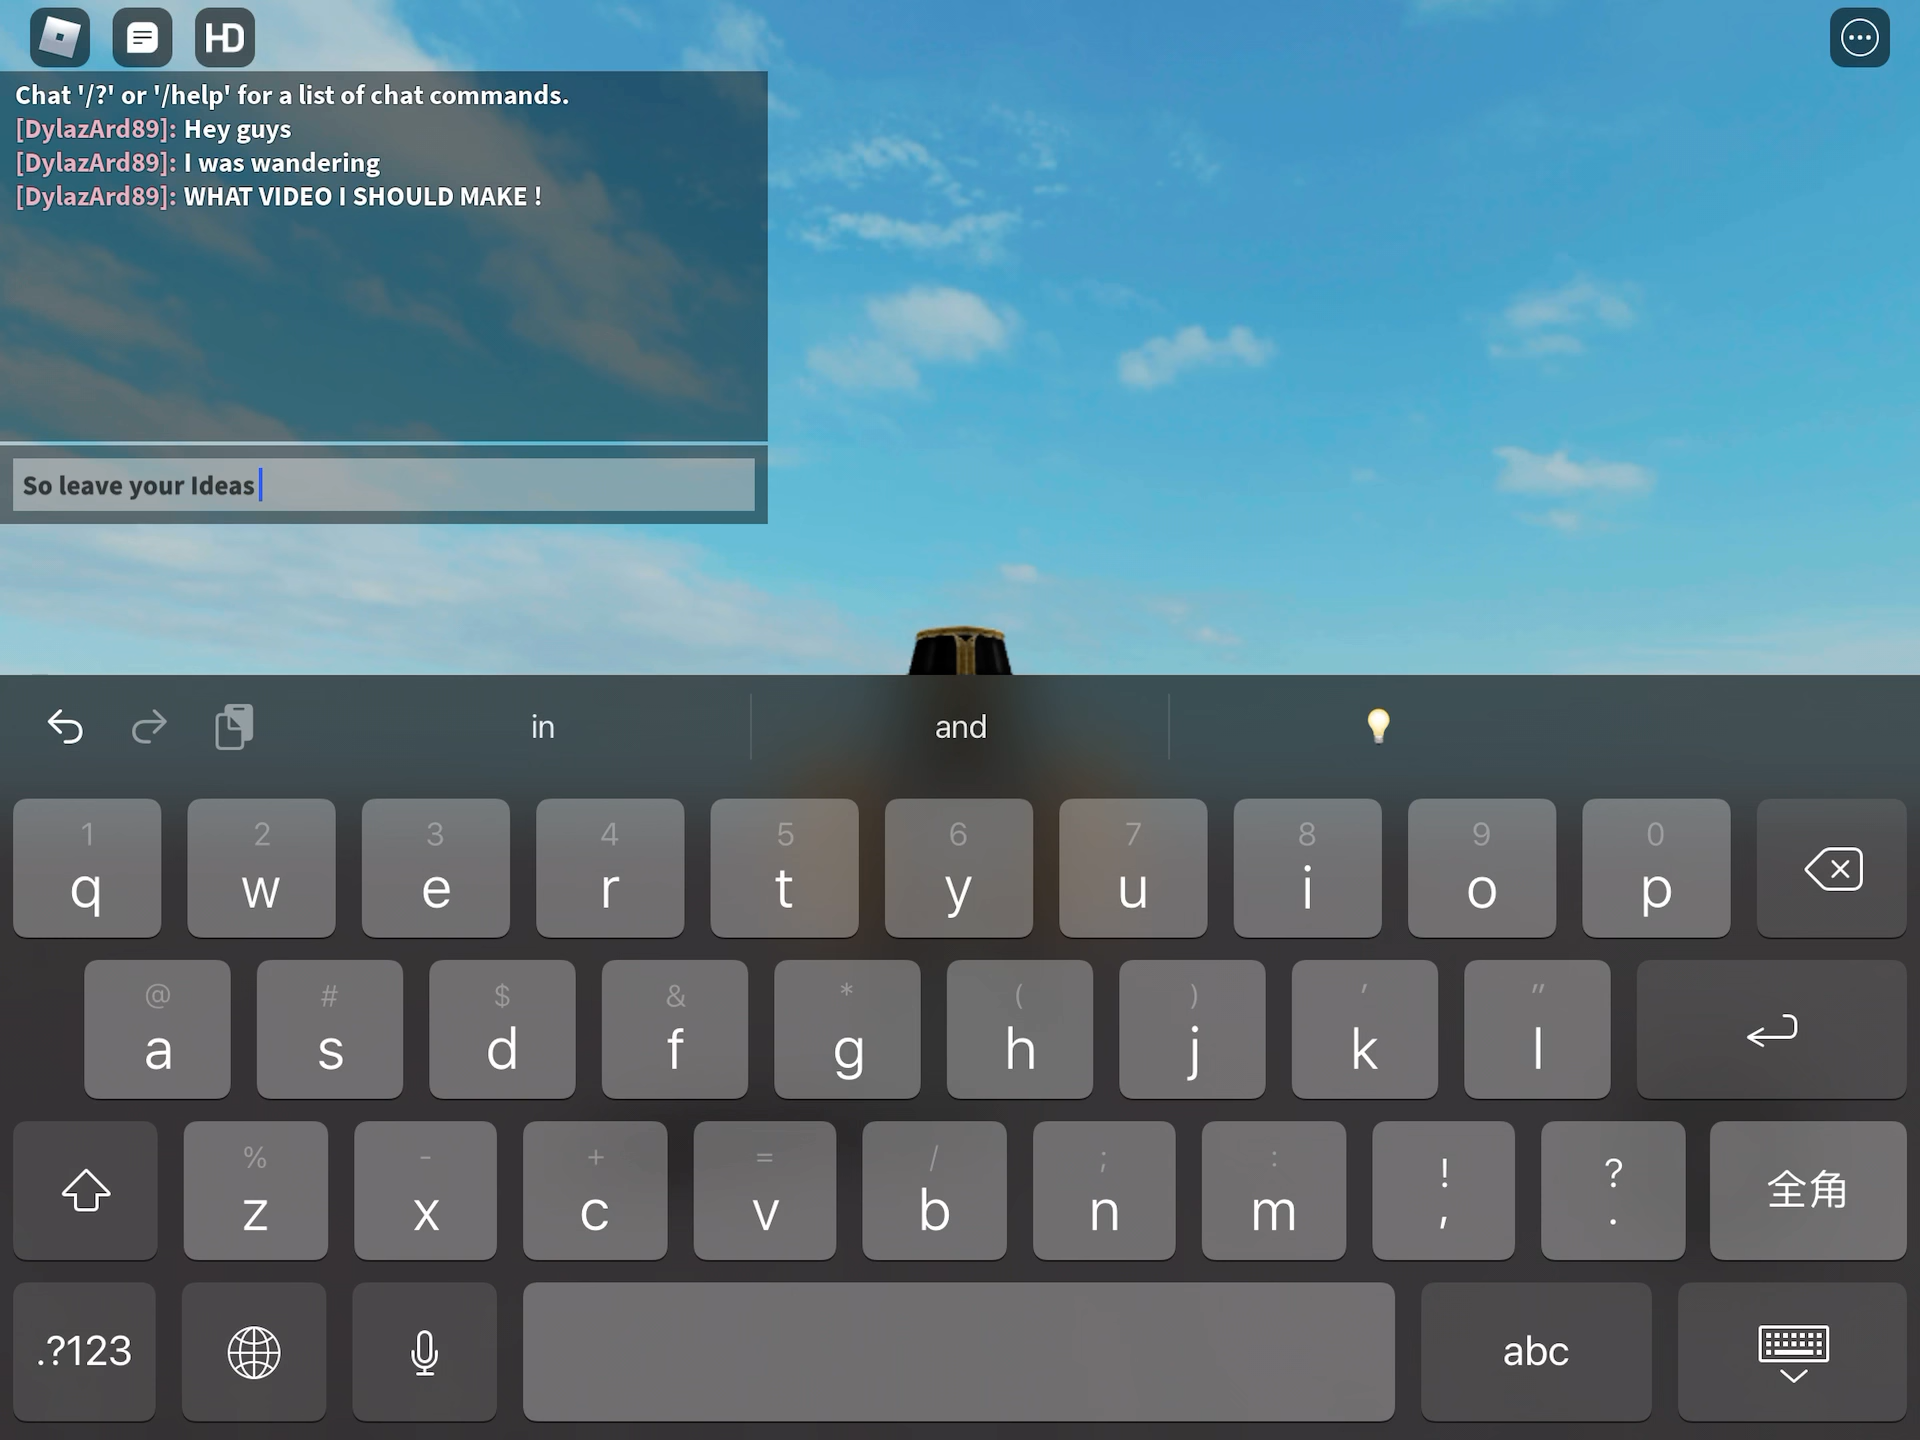 HD
Chat '/?' or '/help' for a list of chat commands.
[DylazArd89]: Hey guys
[DylazArd89]: I was wandering
[DylazArd89]: WHAT VIDEO I SHOULD MAKE !
So leave your Ideas
in and
1 2 3 4 5 6 7 8 9 0
q w e r t y u i o p
@ # $ & * ( ) ' "
a s d f g h j k l
% - + = / ; : ! ?
z x c v b n m , . 全角
.?123 abc